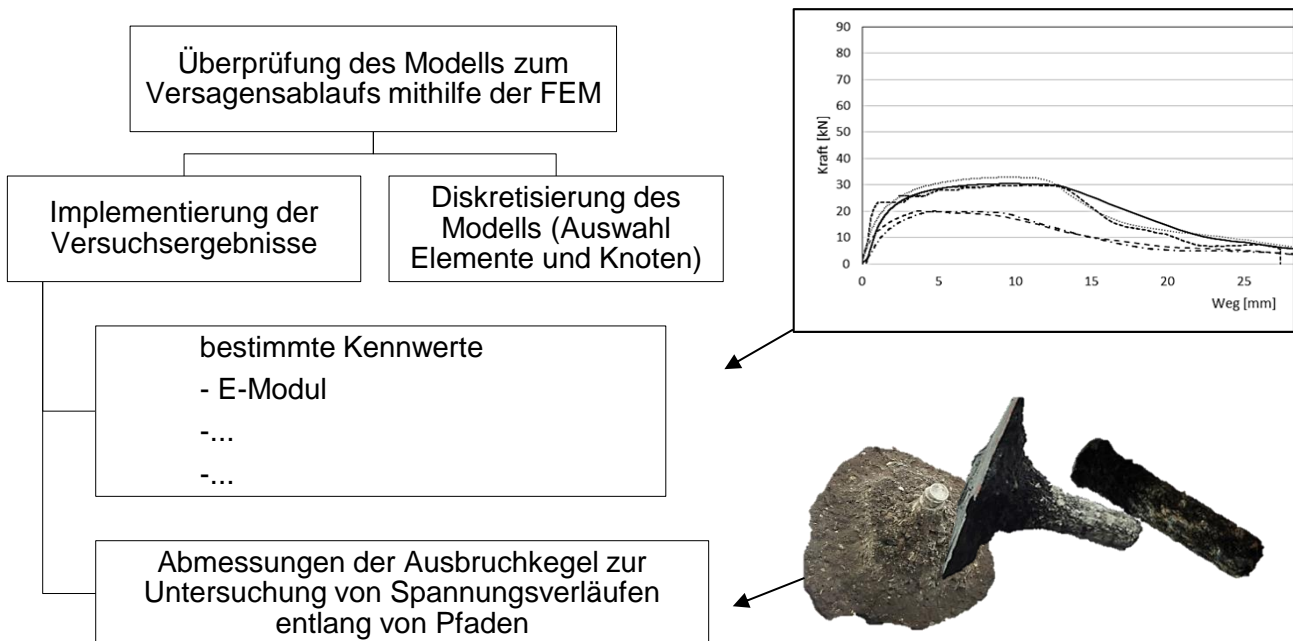 Überprüfung des Modells zum
Versagensablaufs mithilfe der FEM
Implementierung der
Versuchsergebnisse
Diskretisierung des
Modells (Auswahl
Elemente und Knoten)
bestimmte Kennwerte
- E-Modul
-...
-...
Abmessungen der Ausbruchkegel zur
Untersuchung von Spannungsverläufen
entlang von Pfaden
Kraft [kN]
90
80
70
60
50
40
30
20
10
0
0 5 10 15 20 25
Weg [mm]